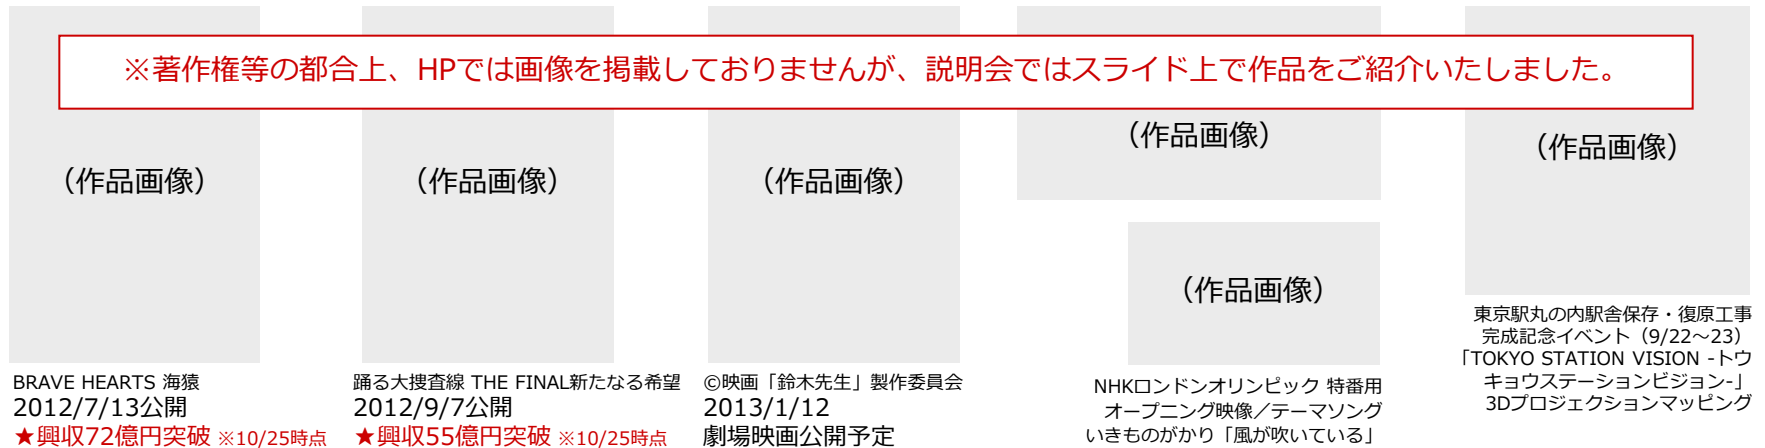 ※著作権等の都合上、HPでは画像を掲載しておりませんが、説明会ではスライド上で作品をご紹介いたしました。
（作品画像）
（作品画像）
（作品画像）
（作品画像）
（作品画像）
（作品画像）
BRAVE HEARTS 海猿
2012/7/13公開
★興収72億円突破 ※10/25時点
踊る大捜査線 THE FINAL新たなる希望
2012/9/7公開
★興収55億円突破 ※10/25時点
©映画「鈴木先生」製作委員会
2013/1/12
劇場映画公開予定
NHKロンドンオリンピック 特番用
オープニング映像／テーマソング
いきものがかり「風が吹いている」
東京駅丸の内駅舎保存・復原工事
完成記念イベント（9/22～23）
「TOKYO STATION VISION -トウ
キョウステーションビジョン-」
3Dプロジェクションマッピング